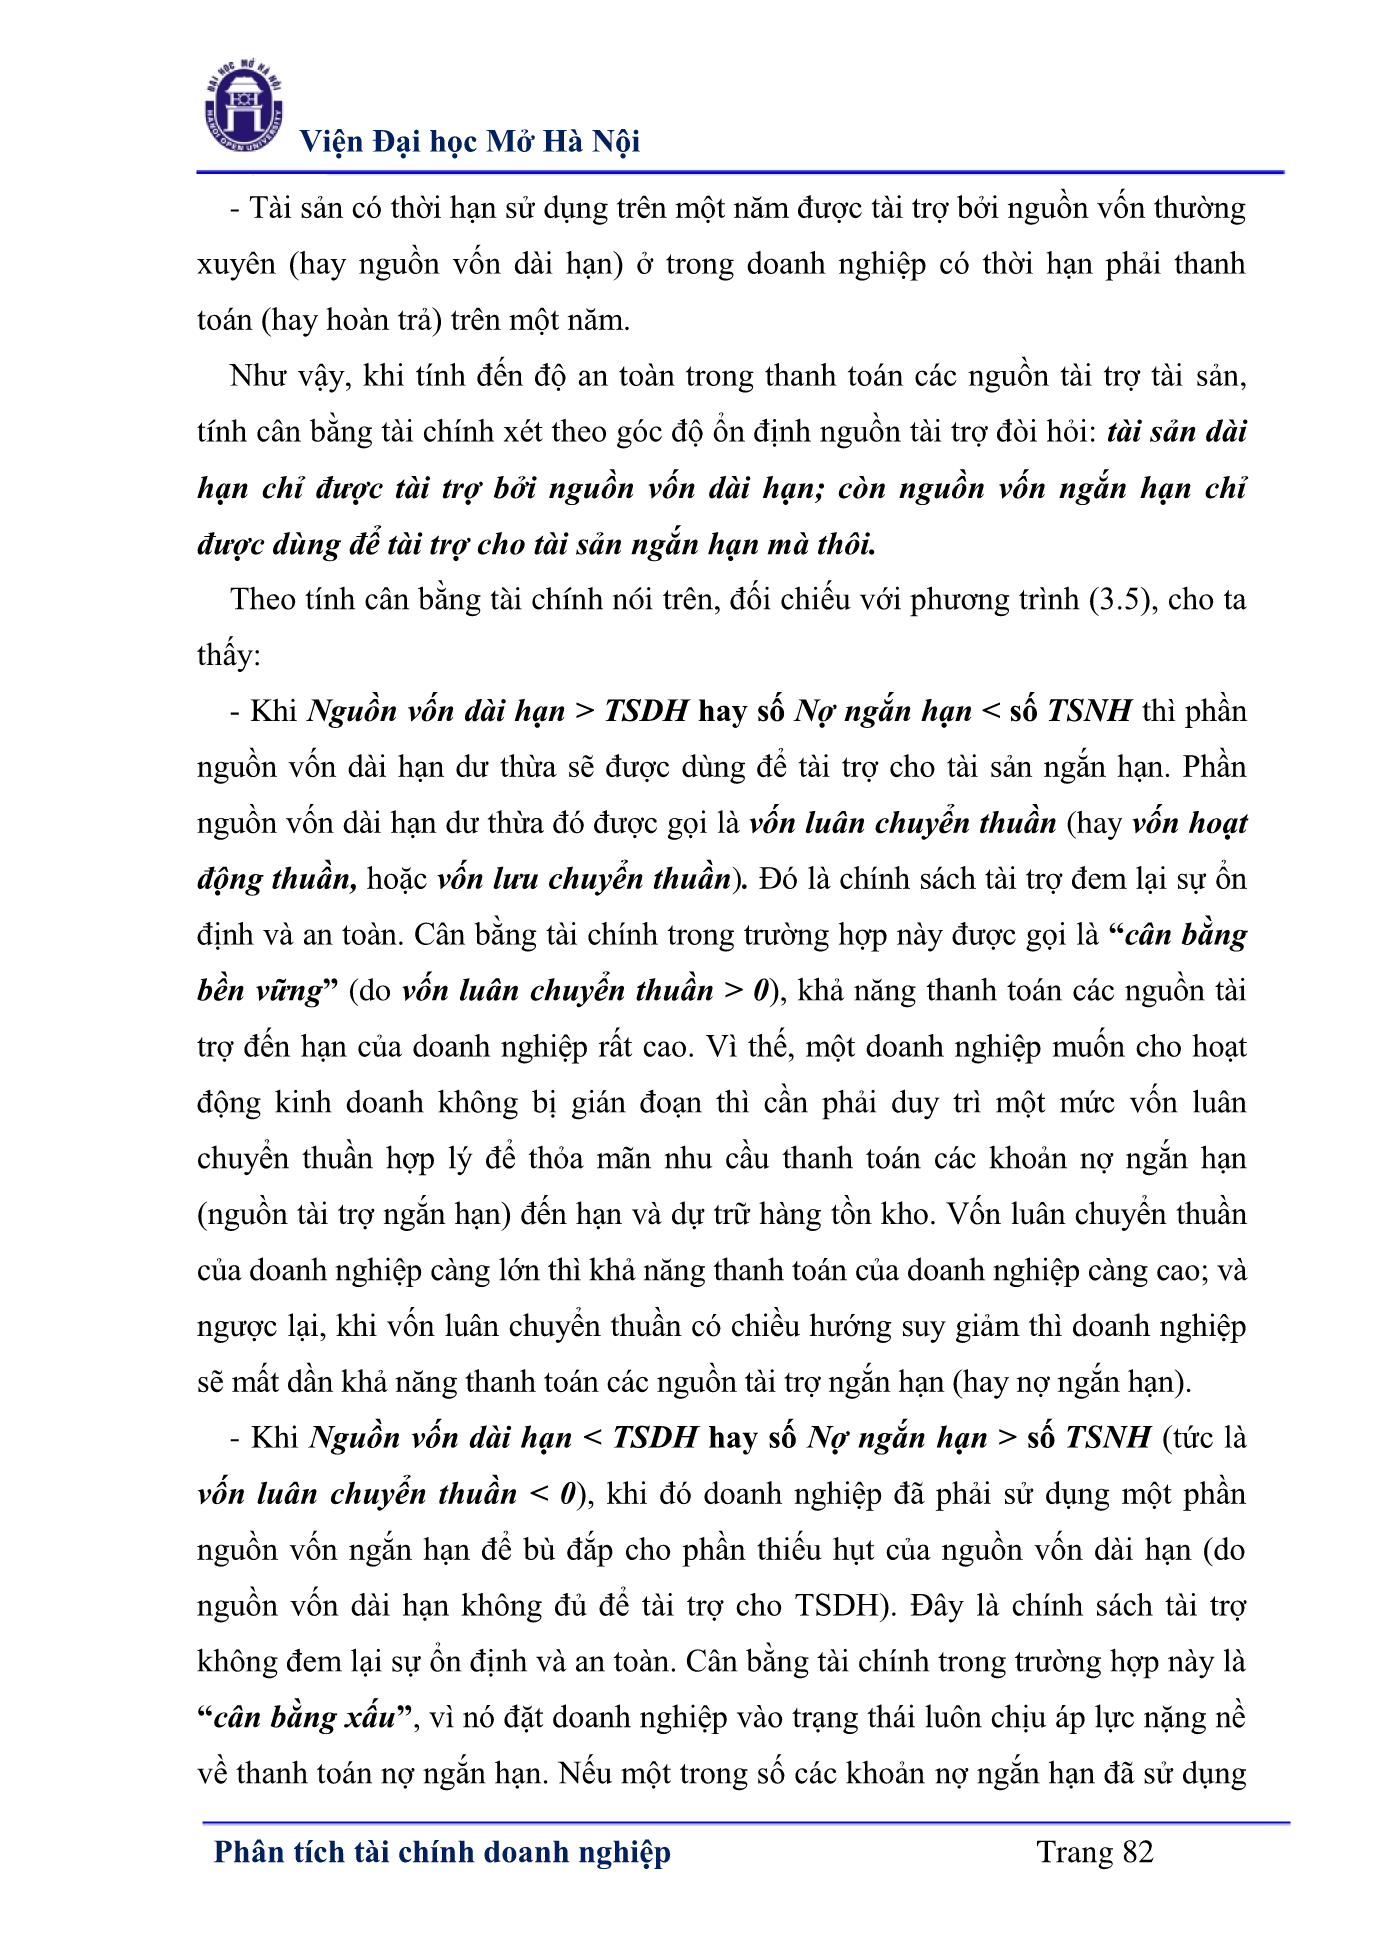 ĐẠI HỌC MỞ HÀ NỘI
HANOI OPEN UNIVERSITY
Viện Đại học Mở Hà Nội
- Tài sản có thời hạn sử dụng trên một năm được tài trợ bởi nguồn vốn thường
xuyên (hay nguồn vốn dài hạn) ở trong doanh nghiệp có thời hạn phải thanh
toán (hay hoàn trả) trên một năm.
Như vậy, khi tính đến độ an toàn trong thanh toán các nguồn tài trợ tài sản,
tính cân bằng tài chính xét theo góc độ ổn định nguồn tài trợ đòi hỏi: tài sản dài
hạn chỉ được tài trợ bởi nguồn vốn dài hạn; còn nguồn vốn ngắn hạn chỉ
được dùng để tài trợ cho tài sản ngắn hạn mà thôi.
Theo tính cân bằng tài chính nói trên, đối chiếu với phương trình (3.5), cho ta
thấy:
- Khi Nguồn vốn dài hạn > TSDH hay số Nợ ngắn hạn < số TSNH thì phần
nguồn vốn dài hạn dư thừa sẽ được dùng để tài trợ cho tài sản ngắn hạn. Phần
nguồn vốn dài hạn dư thừa đó được gọi là vốn luân chuyển thuần (hay vốn hoạt
động thuần, hoặc vốn lưu chuyển thuần). Đó là chính sách tài trợ đem lại sự ổn
định và an toàn. Cân bằng tài chính trong trường hợp này được gọi là “cân bằng
bền vững” (do vốn luân chuyển thuần > 0), khả năng thanh toán các nguồn tài
trợ đến hạn của doanh nghiệp rất cao. Vì thế, một doanh nghiệp muốn cho hoạt
động kinh doanh không bị gián đoạn thì cần phải duy trì một mức vốn luân
chuyển thuần hợp lý để thỏa mãn nhu cầu thanh toán các khoản nợ ngắn hạn
(nguồn tài trợ ngắn hạn) đến hạn và dự trữ hàng tồn kho. Vốn luân chuyển thuần
của doanh nghiệp càng lớn thì khả năng thanh toán của doanh nghiệp càng cao; và
ngược lại, khi vốn luân chuyển thuần có chiều hướng suy giảm thì doanh nghiệp
sẽ mất dần khả năng thanh toán các nguồn tài trợ ngắn hạn (hay nợ ngắn hạn).
- Khi Nguồn vốn dài hạn < TSDH hay số Nợ ngắn hạn > số TSNH (tức là
vốn luân chuyển thuần < 0), khi đó doanh nghiệp đã phải sử dụng một phần
nguồn vốn ngắn hạn để bù đắp cho phần thiếu hụt của nguồn vốn dài hạn (do
nguồn vốn dài hạn không đủ để tài trợ cho TSDH). Đây là chính sách tài trợ
không đem lại sự ổn định và an toàn. Cân bằng tài chính trong trường hợp này là
“cân bằng xấu”, vì nó đặt doanh nghiệp vào trạng thái luôn chịu áp lực nặng nề
về thanh toán nợ ngắn hạn. Nếu một trong số các khoản nợ ngắn hạn đã sử dụng
Phân tích tài chính doanh nghiệp Trang 82